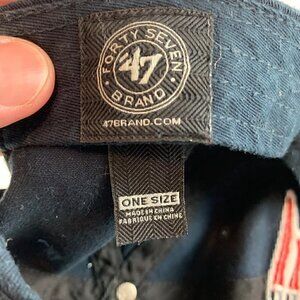 FORTY SEVEN
47
BRAND
47BRAND.COM
ONE SIZE
MADE IN CHINA
FABRIQUÉ EN CHINE